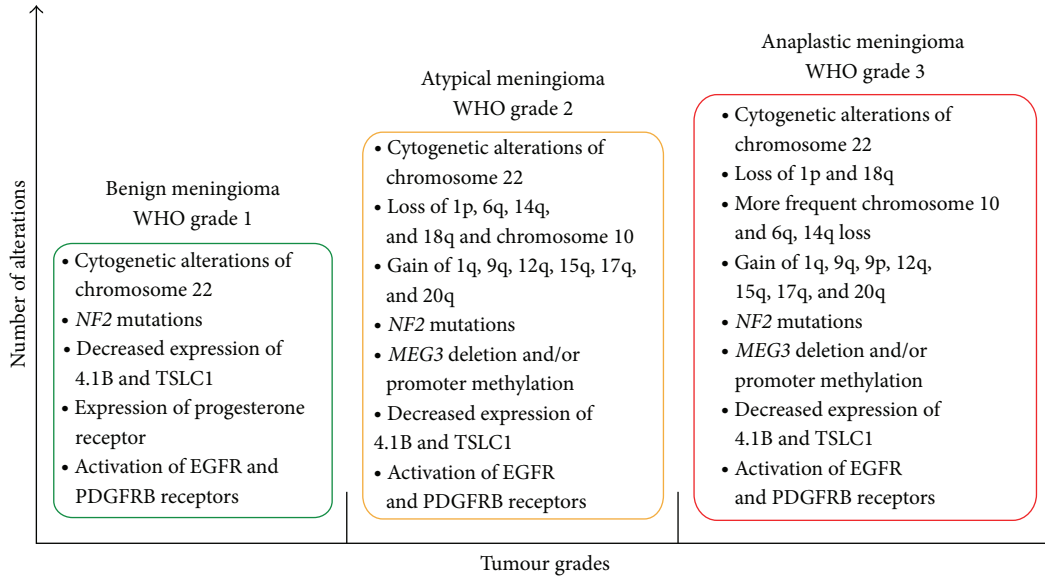 Number of alterations
Benign meningioma
WHO grade 1
• Cytogenetic alterations of
chromosome 22
• NF2 mutations
• Decreased expression of
4.1B and TSLC1
• Expression of progesterone
receptor
• Activation of EGFR and
PDGFRB receptors
Atypical meningioma
WHO grade 2
• Cytogenetic alterations of
chromosome 22
• Loss of 1p, 6q, 14q,
and 18q and chromosome 10
• Gain of 1q, 9q, 12q, 15q, 17q,
and 20q
• NF2 mutations
• MEG3 deletion and/or
promoter methylation
• Decreased expression of
4.1B and TSLC1
• Activation of EGFR
and PDGFRB receptors
Anaplastic meningioma
WHO grade 3
• Cytogenetic alterations of
chromosome 22
• Loss of 1p and 18q
• More frequent chromosome 10
and 6q, 14q loss
• Gain of 1q, 9q, 9p, 12q,
15q, 17q, and 20q
• NF2 mutations
• MEG3 deletion and/or
promoter methylation
• Decreased expression of
4.1B and TSLC1
• Activation of EGFR
and PDGFRB receptors
Tumour grades